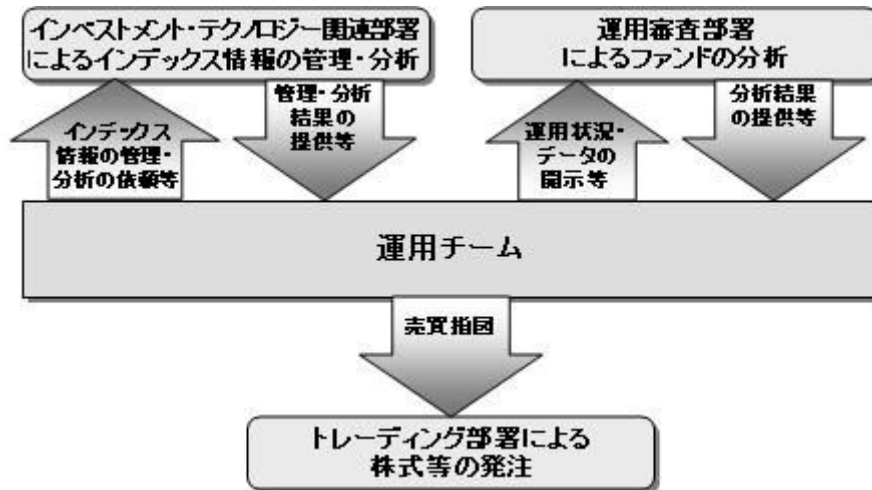 インベストメント・テクノロジー関連部署
によるインデックス情報の管理・分析
運用審査部署
によるファンドの分析
インデックス
情報の管理・
分析の依頼等
管理・分析
結果の
提供等
運用状況・
データの
開示等
分析結果
の提供等
運用チーム
売買指図
トレーディング部署による
株式等の発注